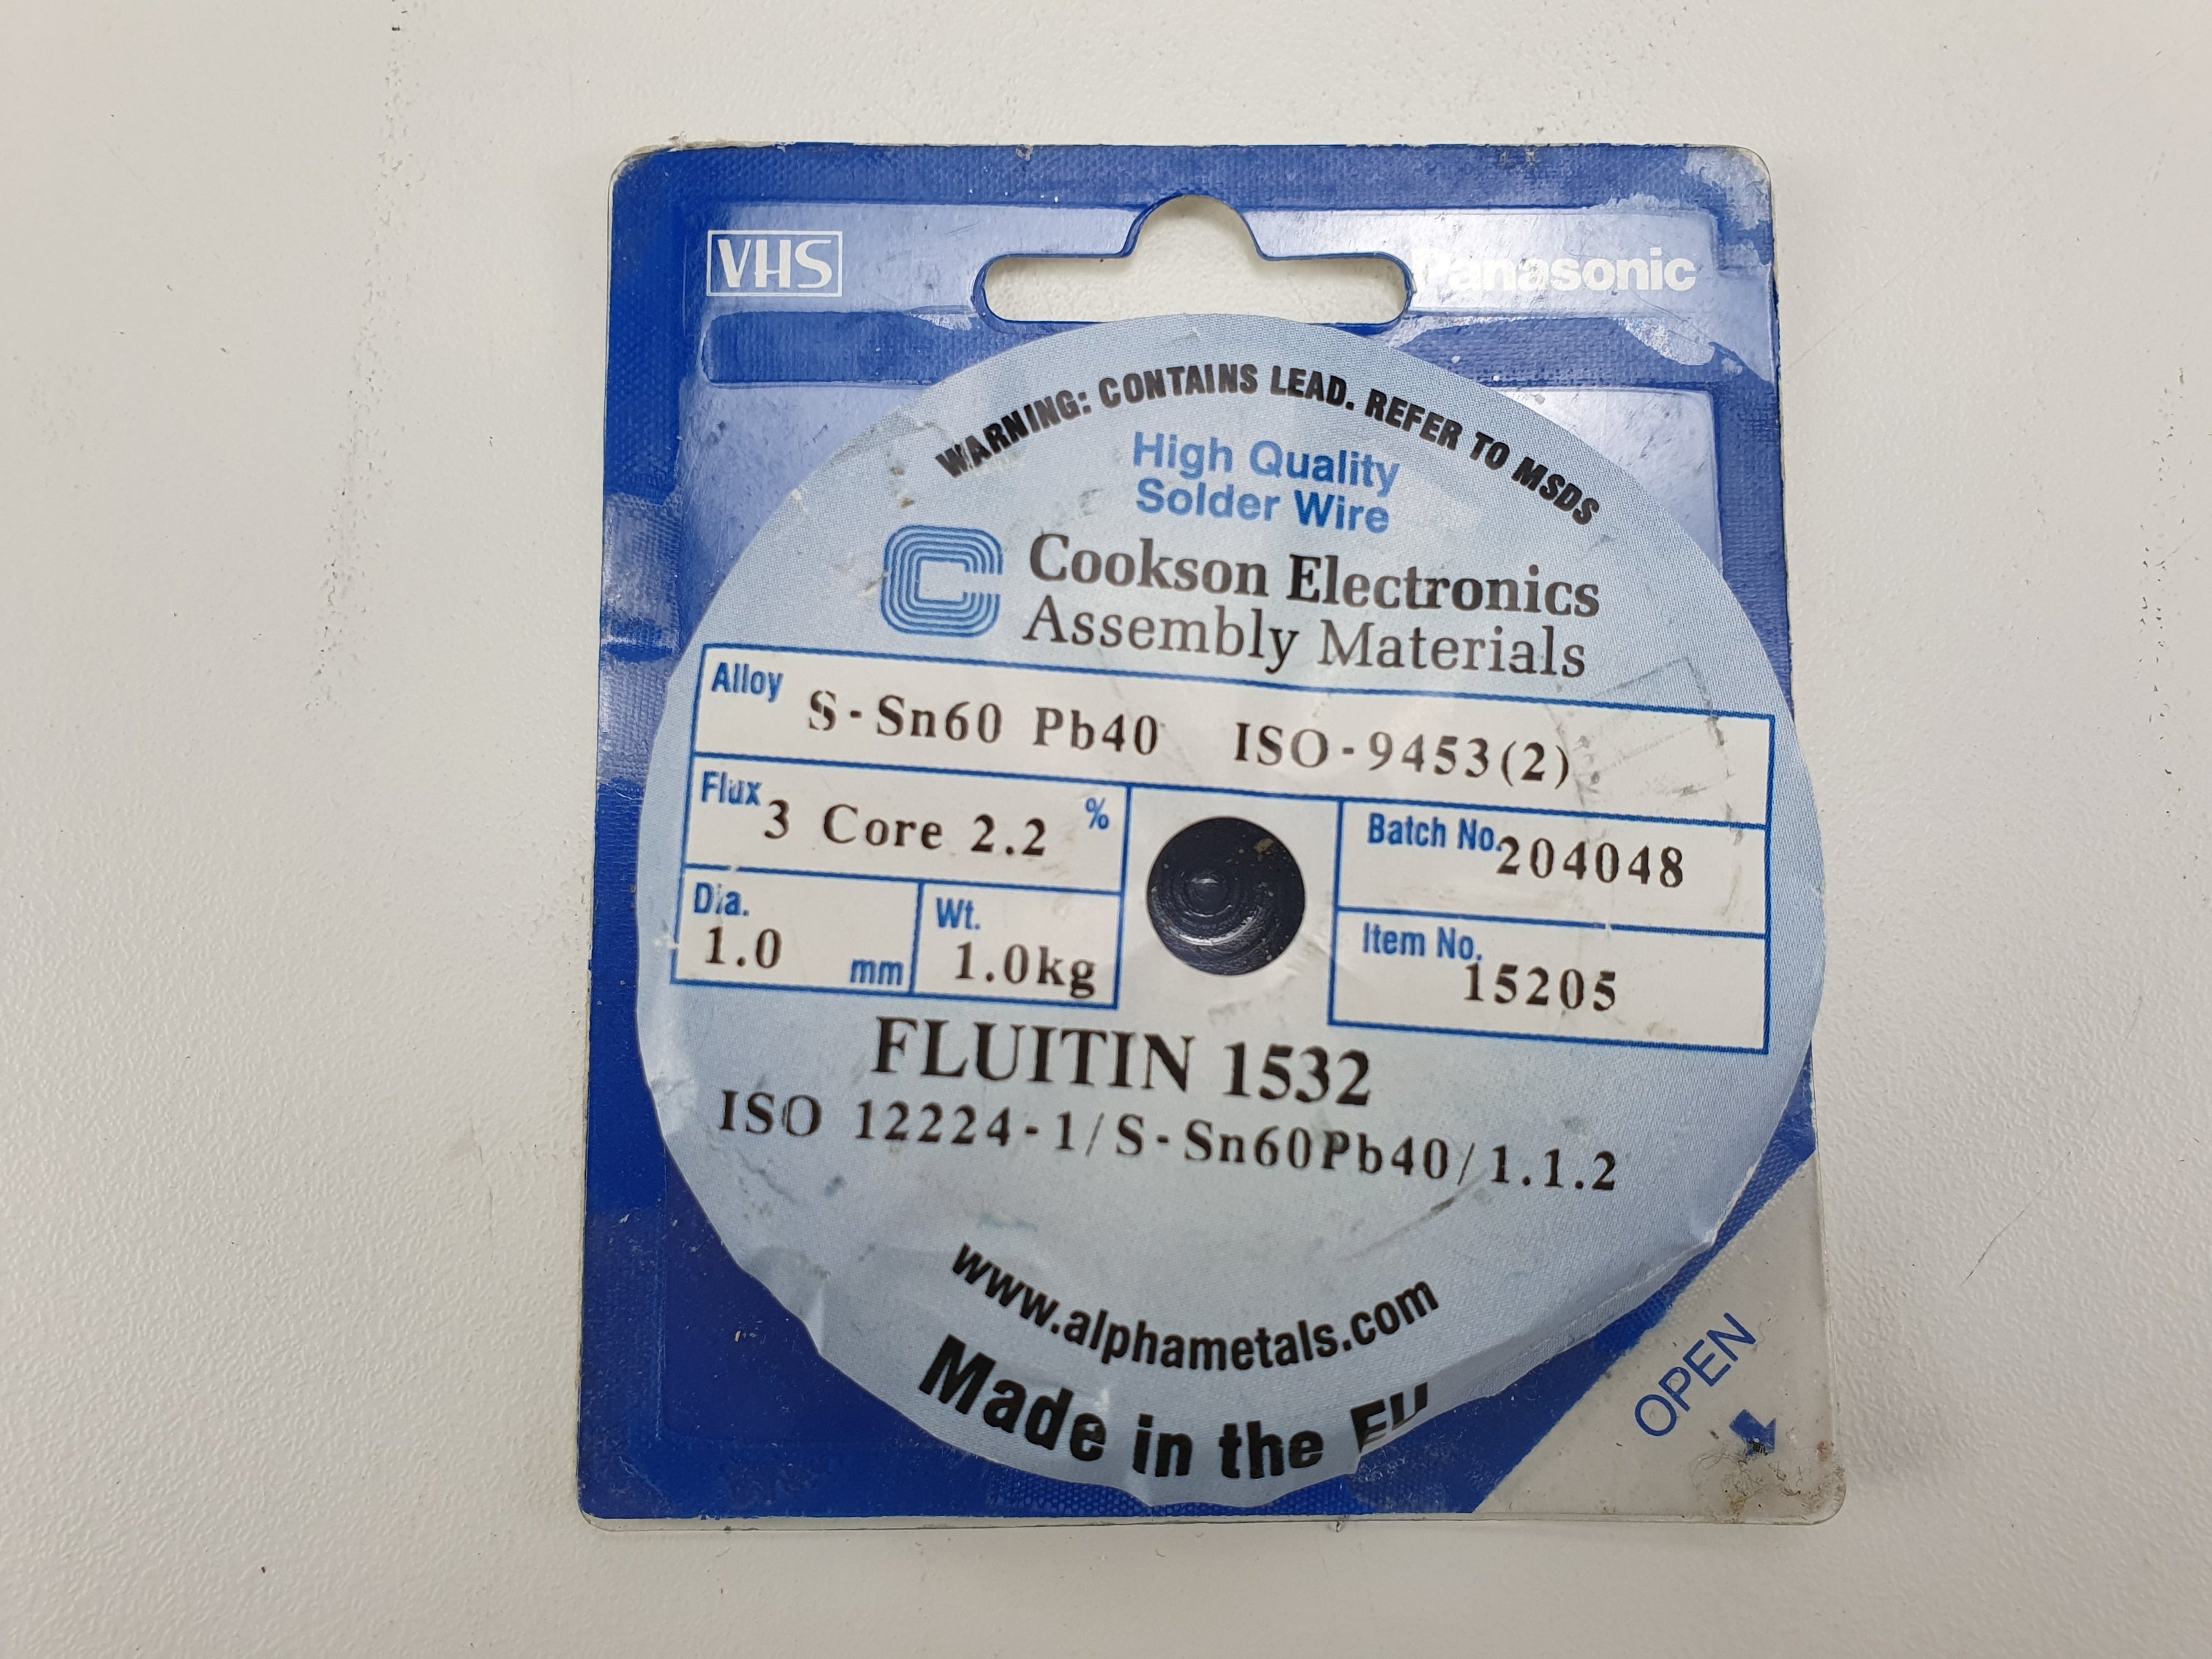 VHS
Panasonic
WARNING: CONTAINS LEAD. REFER TO MSDS
High Quality
Solder Wire
C Cookson Electronics
Assembly Materials
Alloy S-Sn60 Pb40 ISO-9453(2)
Flux 3 Core 2.2 %
Batch No. 204048
Dia. 1.0 mm
Wt. 1.0kg
Item No. 15205
FLUITIN 1532
ISO 12224-1/S-Sn60Pb40/1.1.2
www.alphametals.com
Made in the EU
OPEN